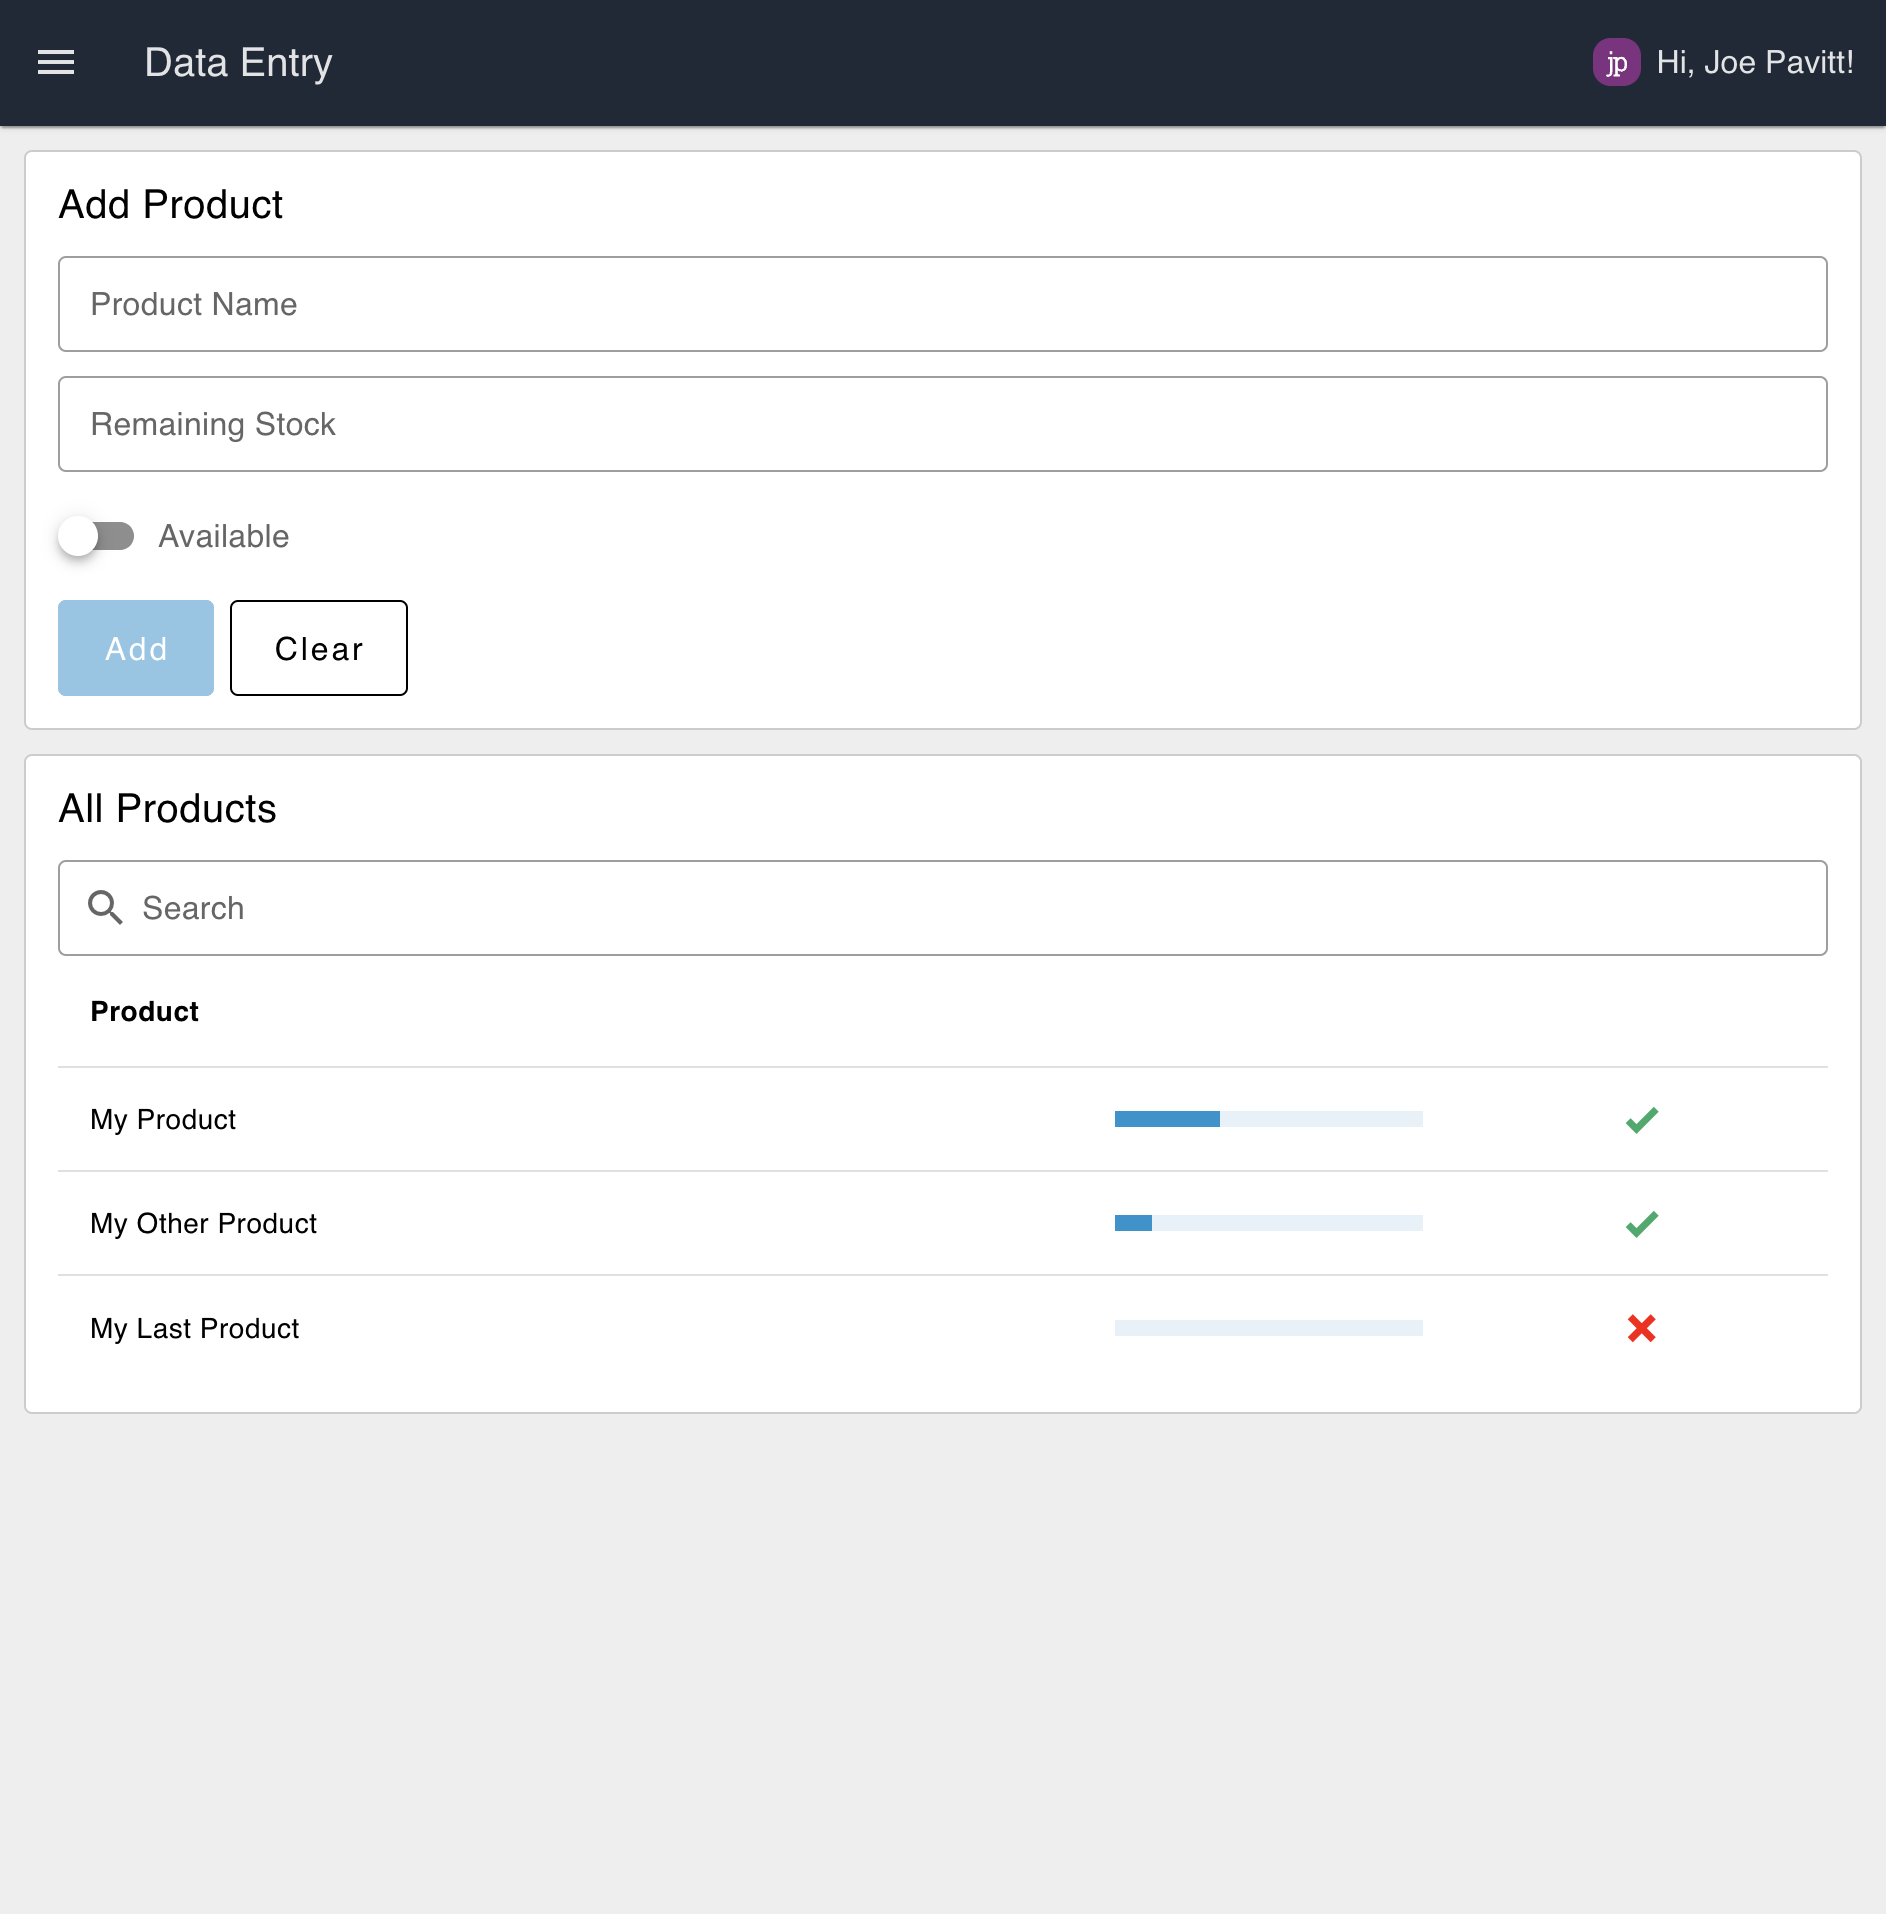 Data Entry
jp Hi, Joe Pavitt!
Add Product
Product Name
Remaining Stock
Available
Add
Clear
All Products
Search
Product
My Product
My Other Product
My Last Product